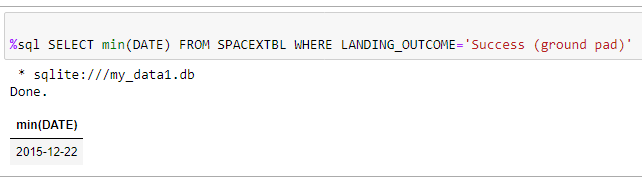 %sql SELECT min(DATE) FROM SPACEXTBL WHERE LANDING_OUTCOME='Success (ground pad)'
* sqlite:///my_data1.db
Done.
min(DATE)
2015-12-22